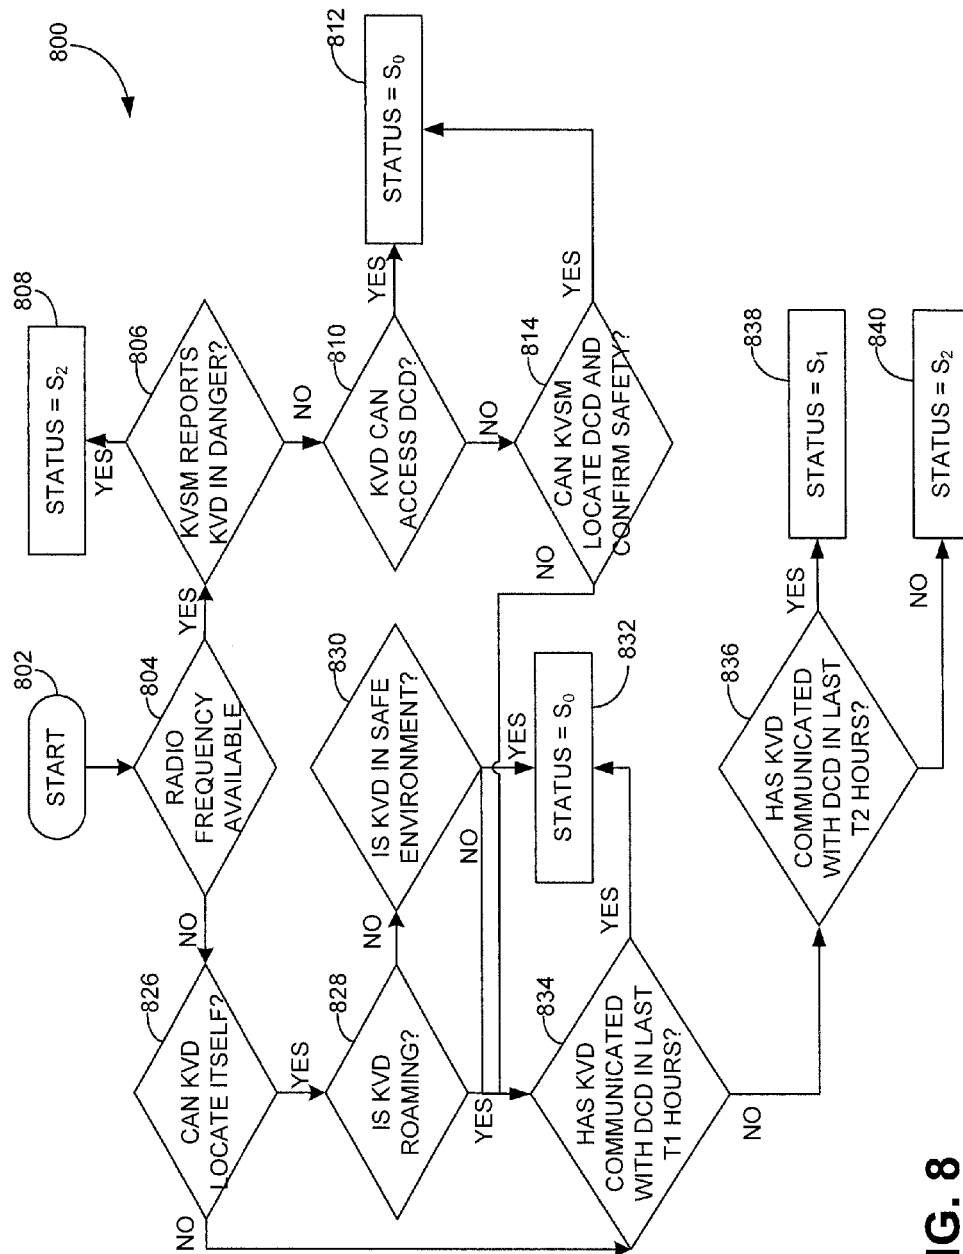 800
802
START
804
RADIO
FREQUENCY
AVAILABLE
YES
NO
806
KVSM REPORTS
KVD IN DANGER?
YES
808
STATUS = S2
NO
810
KVD CAN
ACCESS DCD?
YES
812
STATUS = S0
NO
814
CAN KVSM
LOCATE DCD AND
CONFIRM SAFETY?
YES
NO
826
CAN KVD
LOCATE ITSELF?
NO
YES
828
IS KVD
ROAMING?
NO
YES
830
IS KVD IN SAFE
ENVIRONMENT?
NO
YES
832
STATUS = S0
834
HAS KVD
COMMUNICATED
WITH DCD IN LAST
T1 HOURS?
YES
NO
836
HAS KVD
COMMUNICATED
WITH DCD IN LAST
T2 HOURS?
YES
838
STATUS = S1
NO
840
STATUS = S2
IG. 8